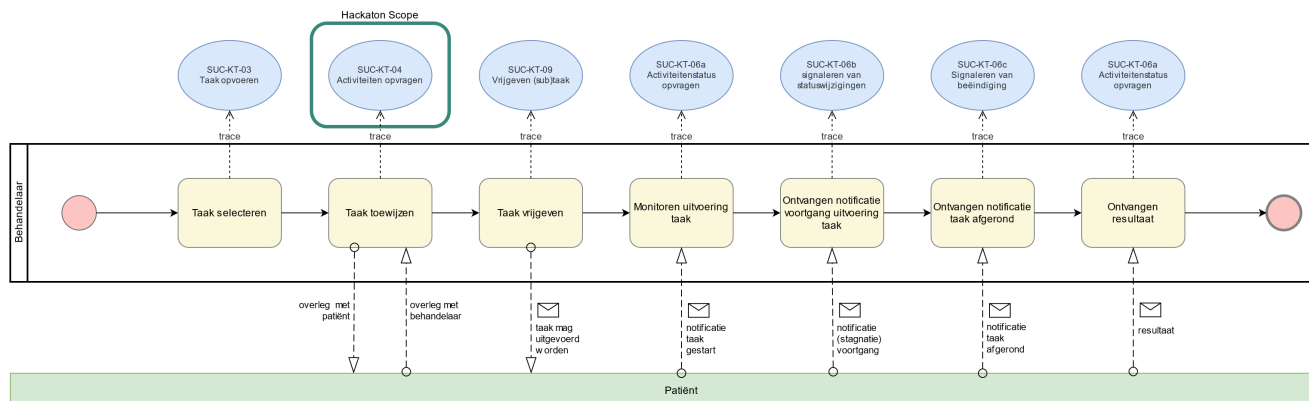 Hackaton Scope
SUC-KT-03
Taak opvoeren
SUC-KT-04
Activiteiten opvragen
SUC-KT-09
Vrijgeven (sub)taak
SUC-KT-06a
Activiteitenstatus
opvragen
SUC-KT-06b
signaleren van
statuswijzigingen
SUC-KT-06c
Signaleren van
beëindiging
SUC-KT-06a
Activiteitenstatus
opvragen
trace
trace
trace
trace
trace
trace
trace
Behandelaar
Taak selecteren
Taak toewijzen
Taak vrijgeven
Monitoren uitvoering
taak
Ontvangen notificatie
voortgang uitvoering
taak
Ontvangen notificatie
taak afgerond
Ontvangen
resultaat
overleg met
patiënt
overleg met
behandelaar
taak mag
uitgevoerd
worden
notificatie
taak
gestart
notificatie
(stagnatie)
voortgang
notificatie
taak
afgerond
resultaat
Patiënt